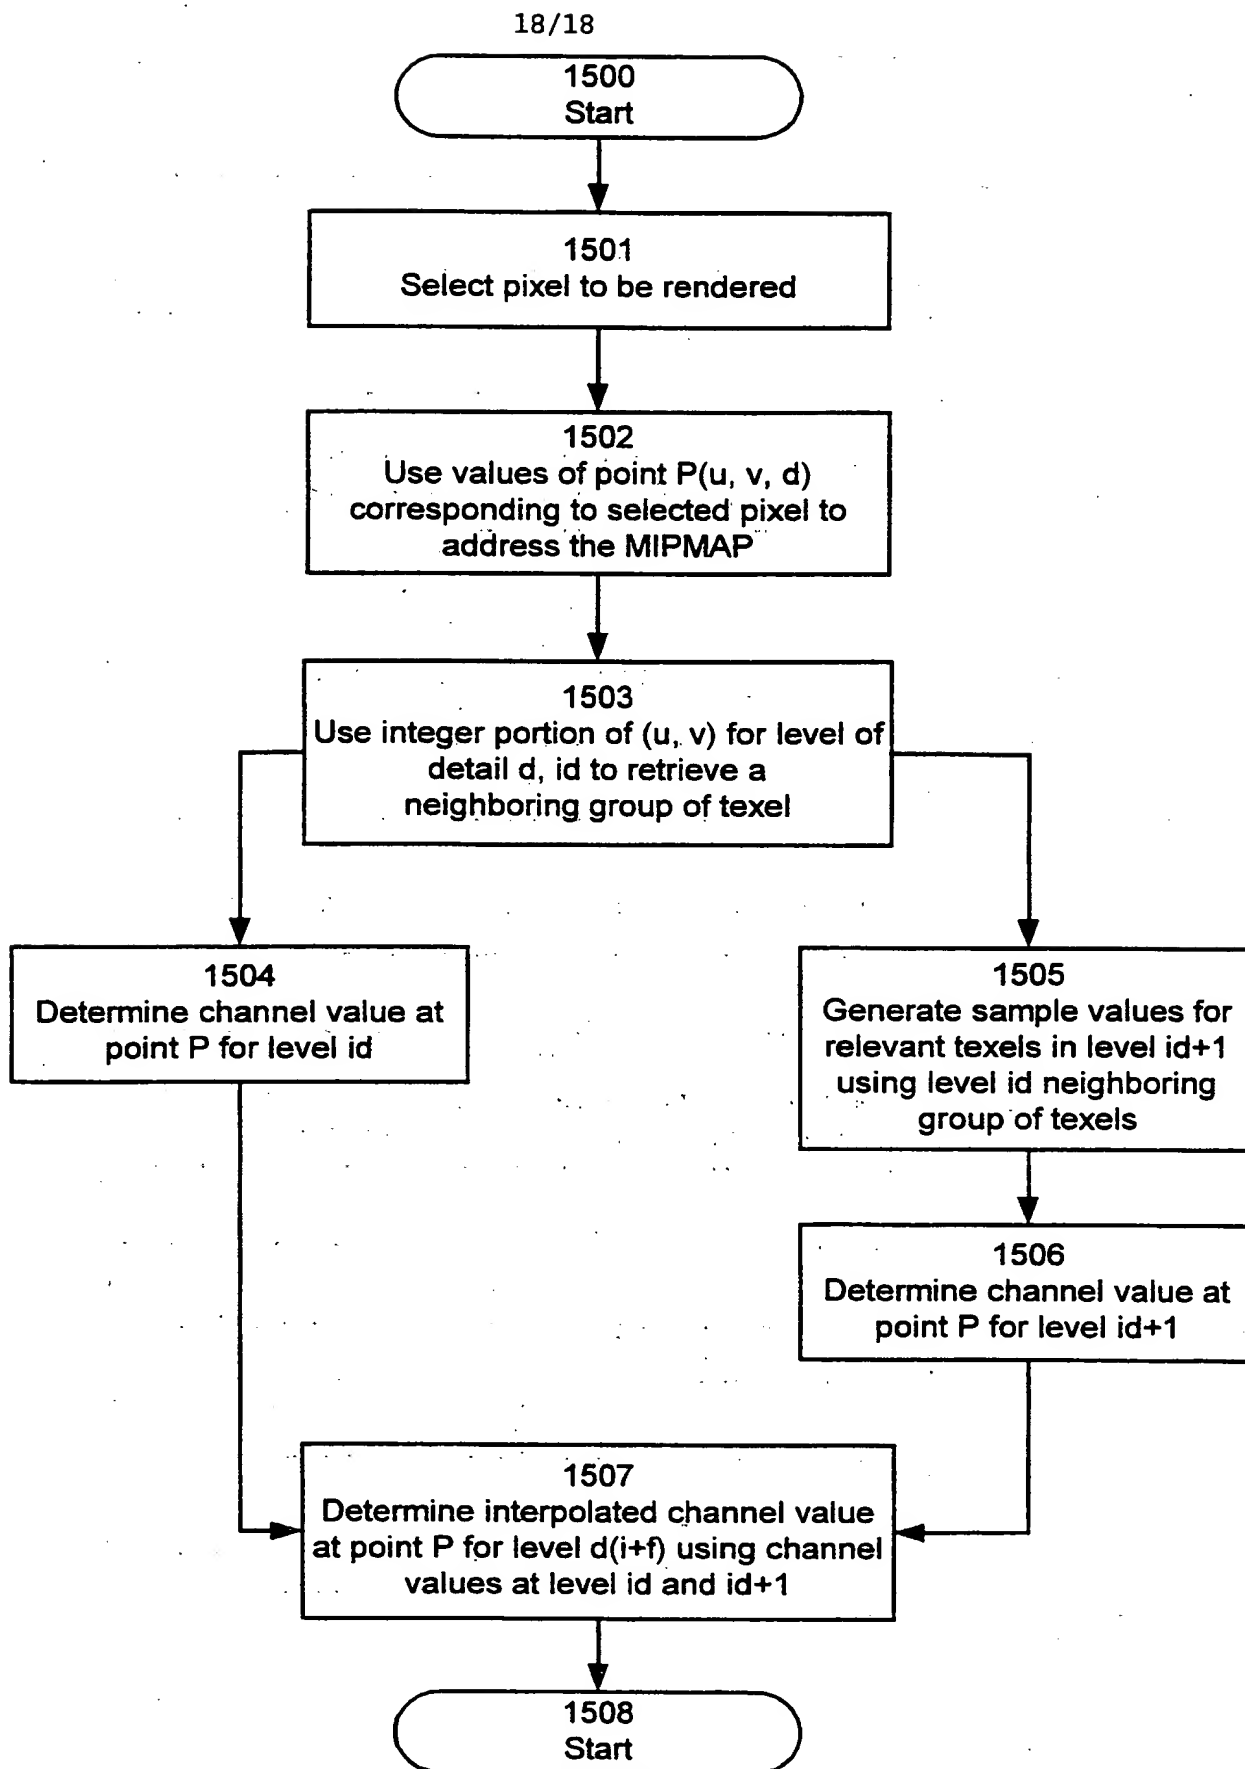 18/18
1500
Start
1501
Select pixel to be rendered
1502
Use values of point P(u, v, d)
corresponding to selected pixel to
address the MIPMAP
1503
Use integer portion of (u, v) for level of
detail d, id to retrieve a
neighboring group of texel
1504
Determine channel value at
point P for level id
1505
Generate sample values for
relevant texels in level id+1
using level id neighboring
group of texels
1506
Determine channel value at
point P for level id+1
1507
Determine interpolated channel value
at point P for level d(i+f) using channel
values at level id and id+1
1508
Start